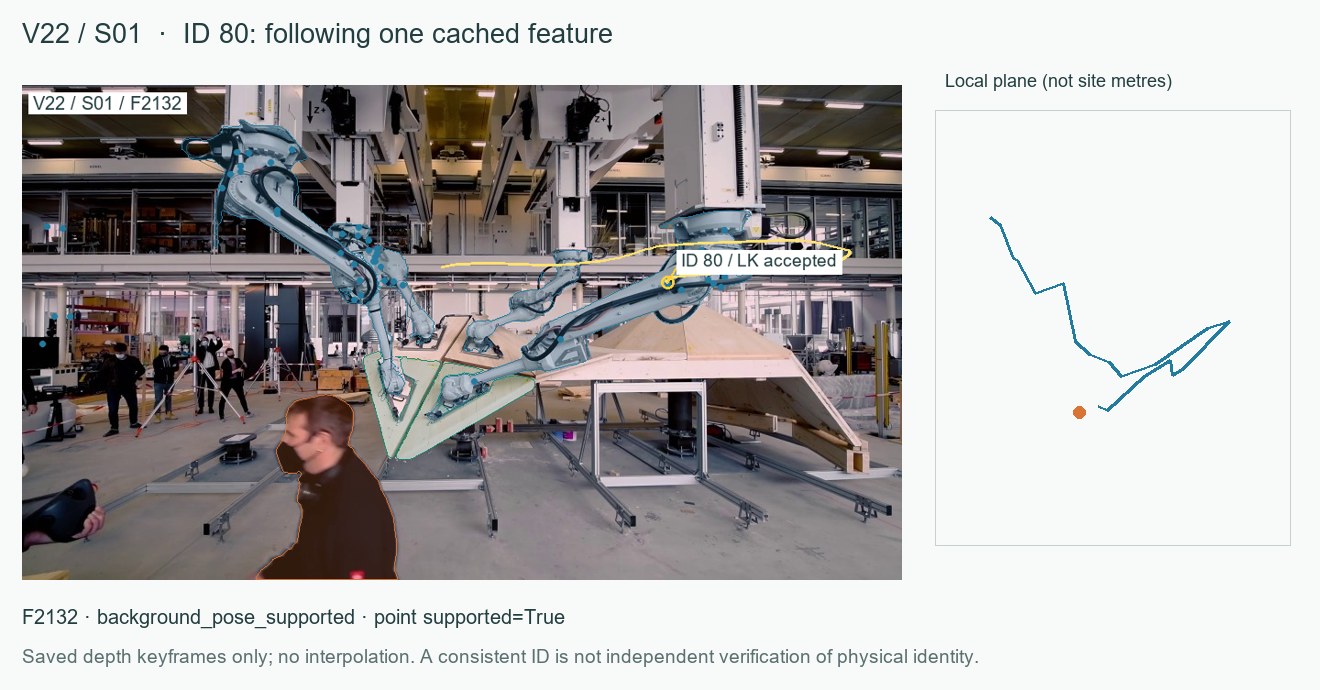 V22 / S01 · ID 80: following one cached feature
Local plane (not site metres)
V22 / S01 / F2132
Z+
Z+
ID 80 / LK accepted
F2132 · background_pose_supported · point supported=True
Saved depth keyframes only; no interpolation. A consistent ID is not independent verification of physical identity.